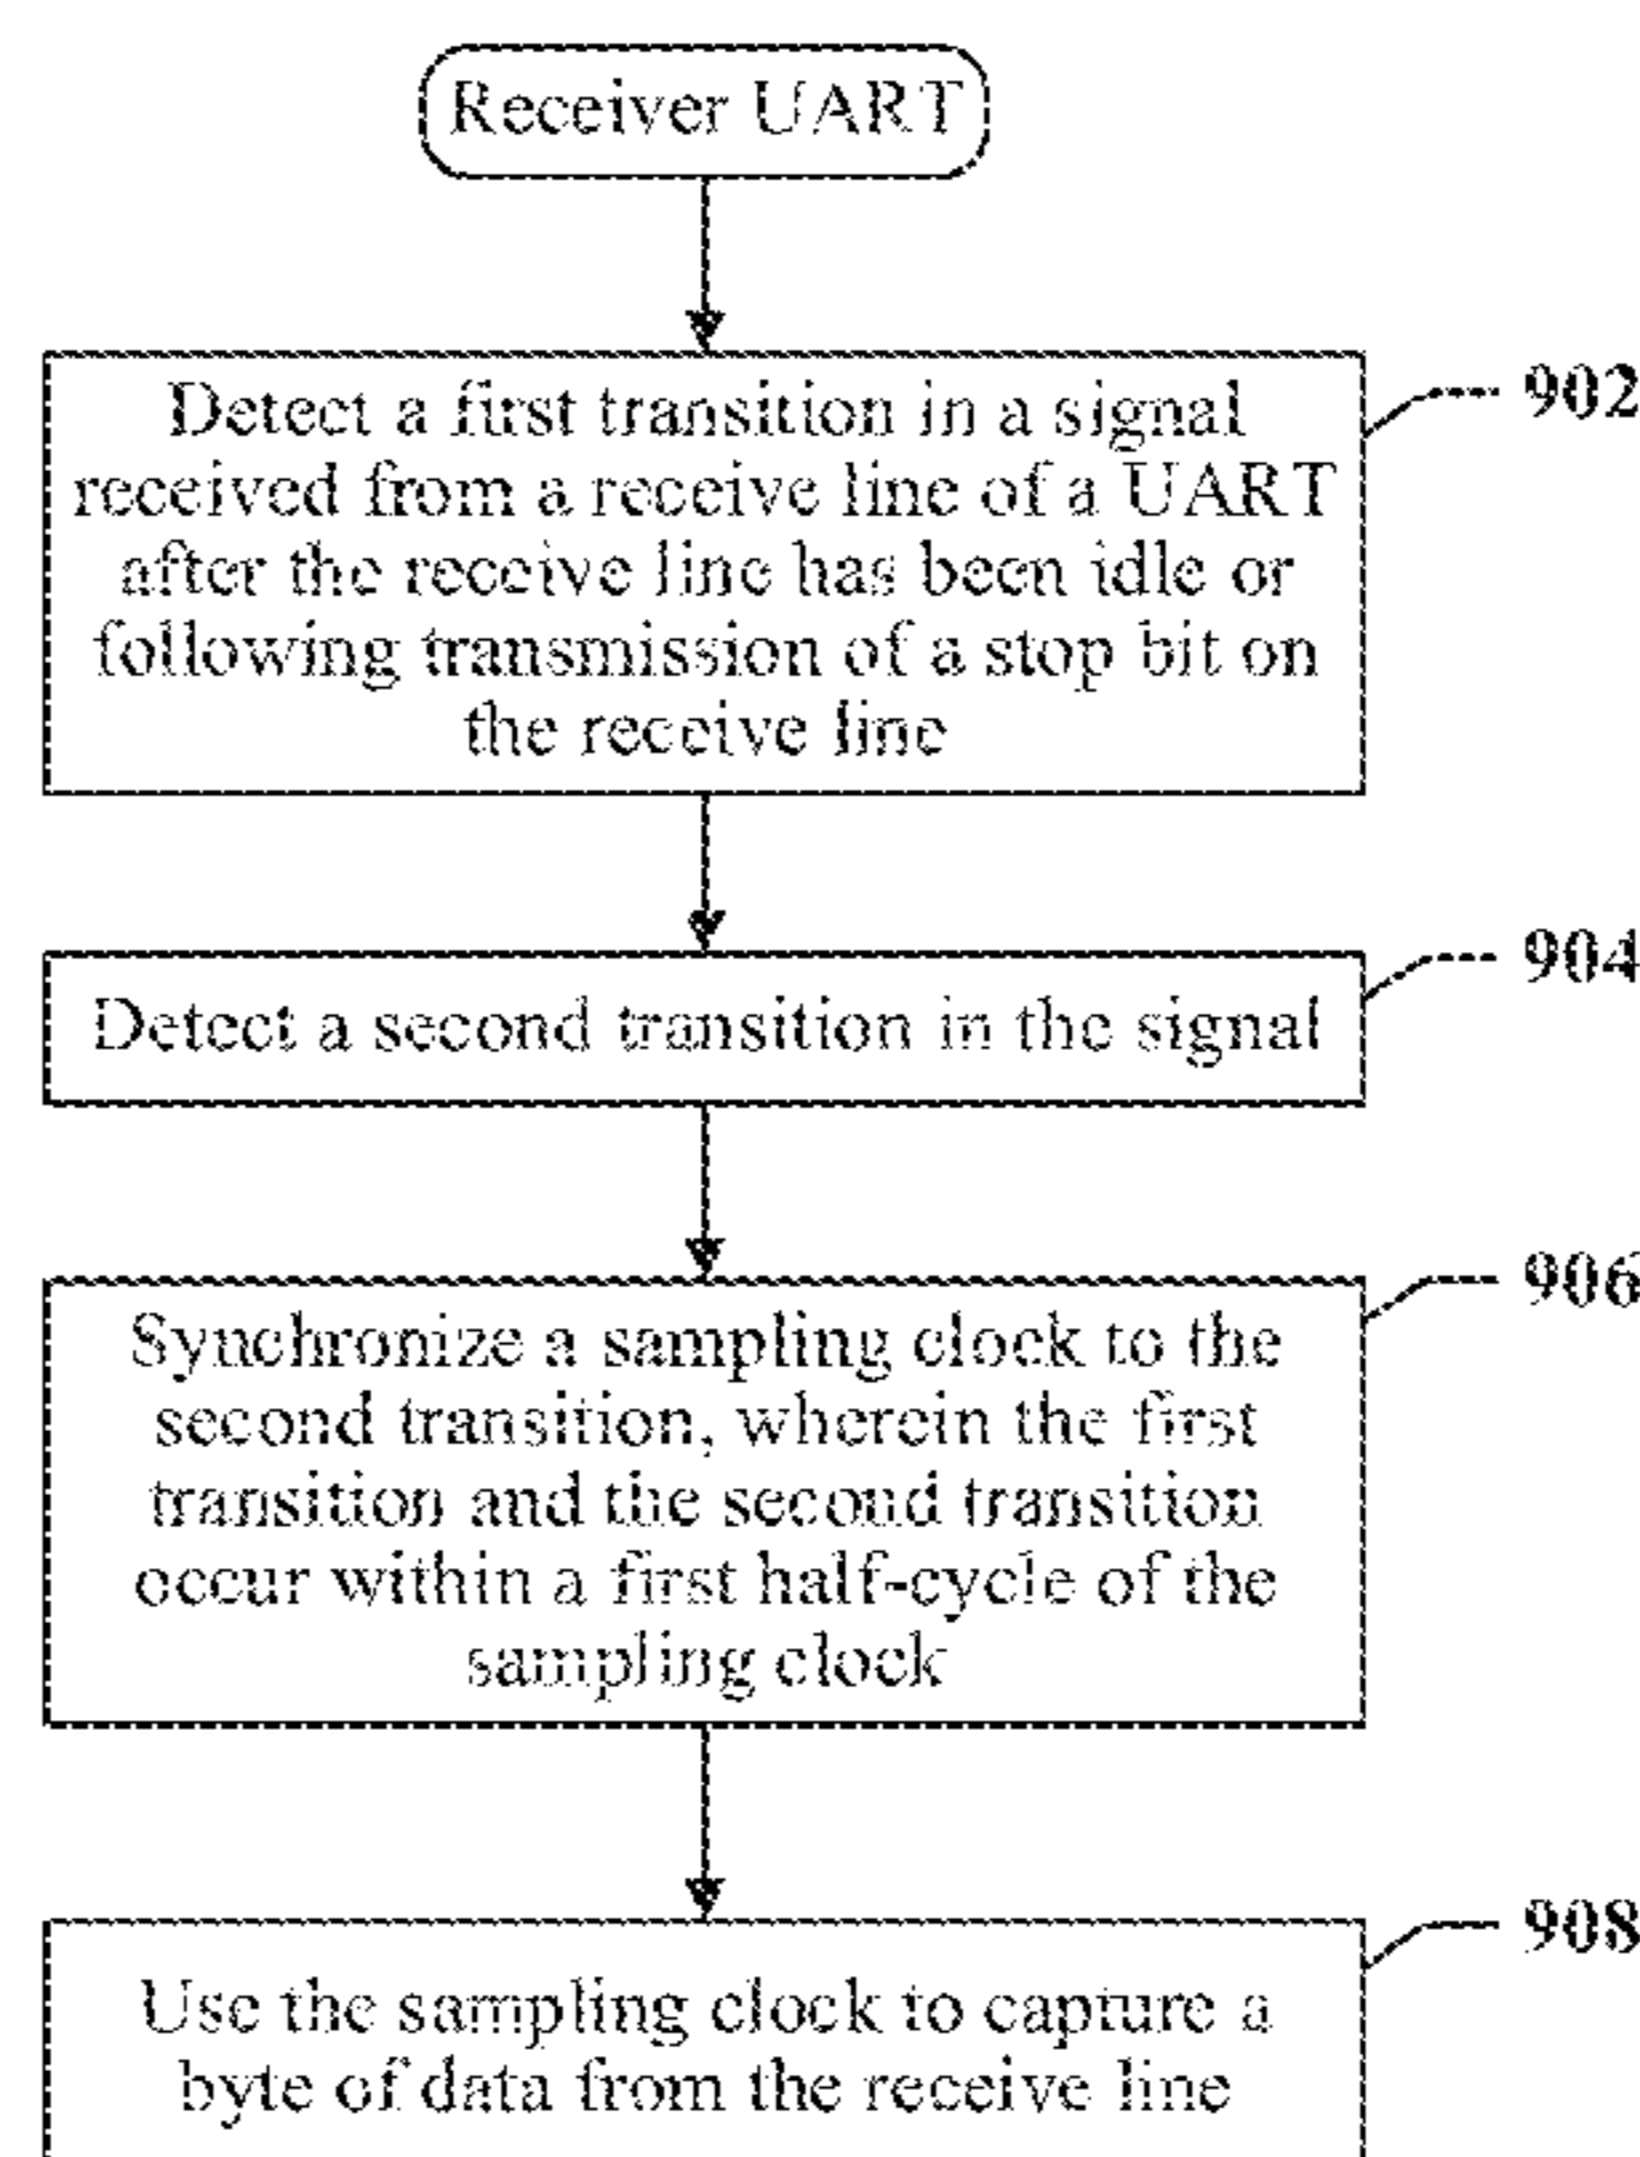 Receiver UART
Detect a first transition in a signal
received from a receive line of a UART
after the receive line has been idle or
following transmission of a stop bit on
the receive line
902
Detect a second transition in the signal
904
Synchronize a sampling clock to the
second transition, wherein the first
transition and the second transition
occur within a first half-cycle of the
sampling clock
906
Use the sampling clock to capture a
byte of data from the receive line
908